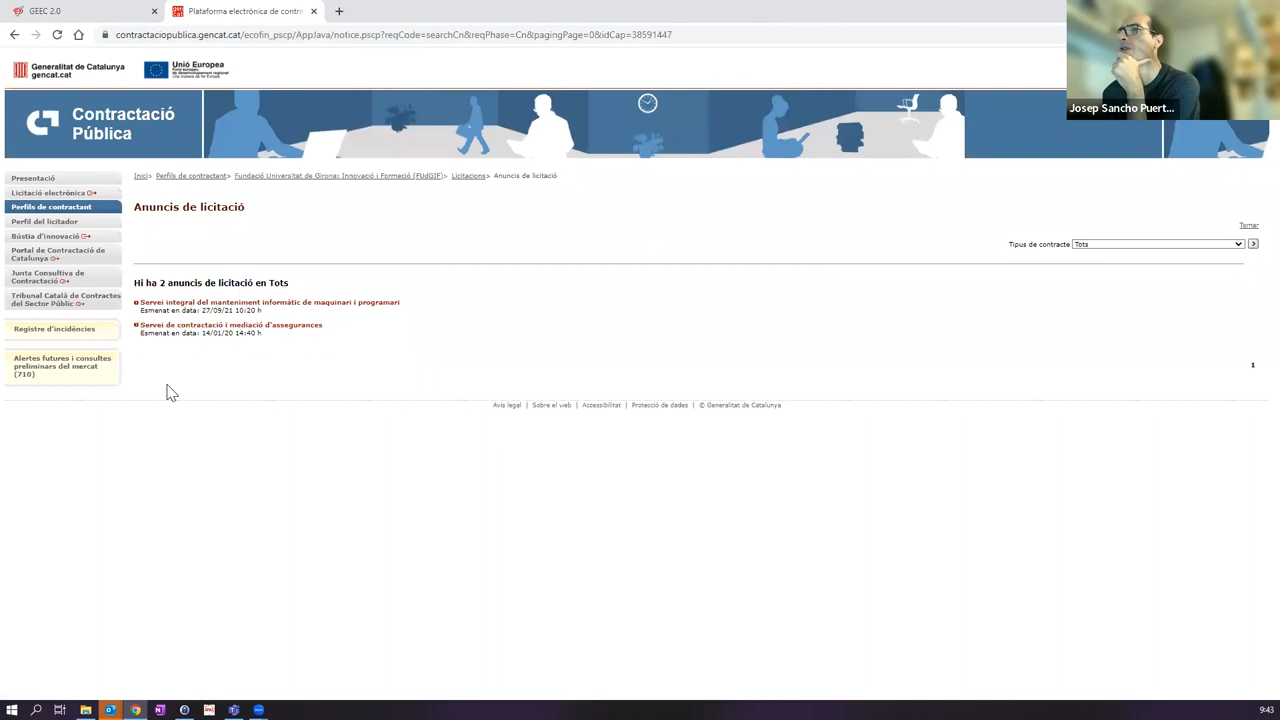 GEEC 2.0
Plataforma electrònica de contr
contractaciopublica.gencat.cat/ecofin_pscp/AppJava/notice.pscp?reqCode=searchCn&reqPhase=Cn&pagingPage=0&idCap=38591447
Josep Sancho Puert...
Generalitat de Catalunya
gencat.cat
Unió Europea
Fons europeu
de desenvolupament regional
Contractació
Pública
Presentació
Licitació electrònica
Perfils de contractant
Perfil del licitador
Bústia d'innovació
Portal de Contractació de
Catalunya
Junta Consultiva de
Contractació
Tribunal Català de Contractes
del Sector Públic
Registre d'incidències
Alertes futures i consultes
preliminars del mercat
(710)
Inici> Perfils de contractant> Fundació Universitat de Girona: Innovació i Formació (FUdGIF)> Licitacions> Anuncis de licitació
Anuncis de licitació
Tornar
Tipus de contracte Tots
Hi ha 2 anuncis de licitació en Tots
Servei integral del manteniment informàtic de maquinari i programari
Esmenat en data: 27/09/21 10:20 h
Servei de contractació i mediació d'assegurances
Esmenat en data: 14/01/20 14:40 h
1
Avís legal | Sobre el web | Accessibilitat | Protecció de dades | © Generalitat de Catalunya
9:43